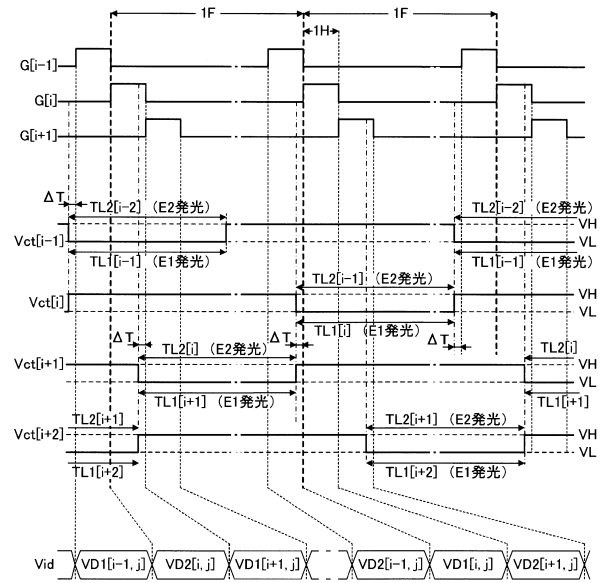 1F 1F
1H
G[i-1]
G[i]
G[i+1]
ΔT TL2[i-2] (E2発光) TL2[i-2] (E2発光)
VH
Vct[i-1] VL
TL1[i-1] (E1発光) TL1[i-1] (E1発光)
TL2[i-1] (E2発光)
VH
Vct[i] VL
TL1[i] (E1発光)
ΔT TL2[i] (E2発光) ΔT ΔT TL2[i]
Vct[i+1] VH
VL
TL1[i+1] (E1発光) TL1[i+1]
TL2[i+1] TL2[i+1] (E2発光)
Vct[i+2] VH
VL
TL1[i+2] TL1[i+2] (E1発光)
Vid VD1[i-1, j] VD2[i, j] VD1[i+1, j] VD2[i-1, j] VD1[i, j] VD2[i+1, j]